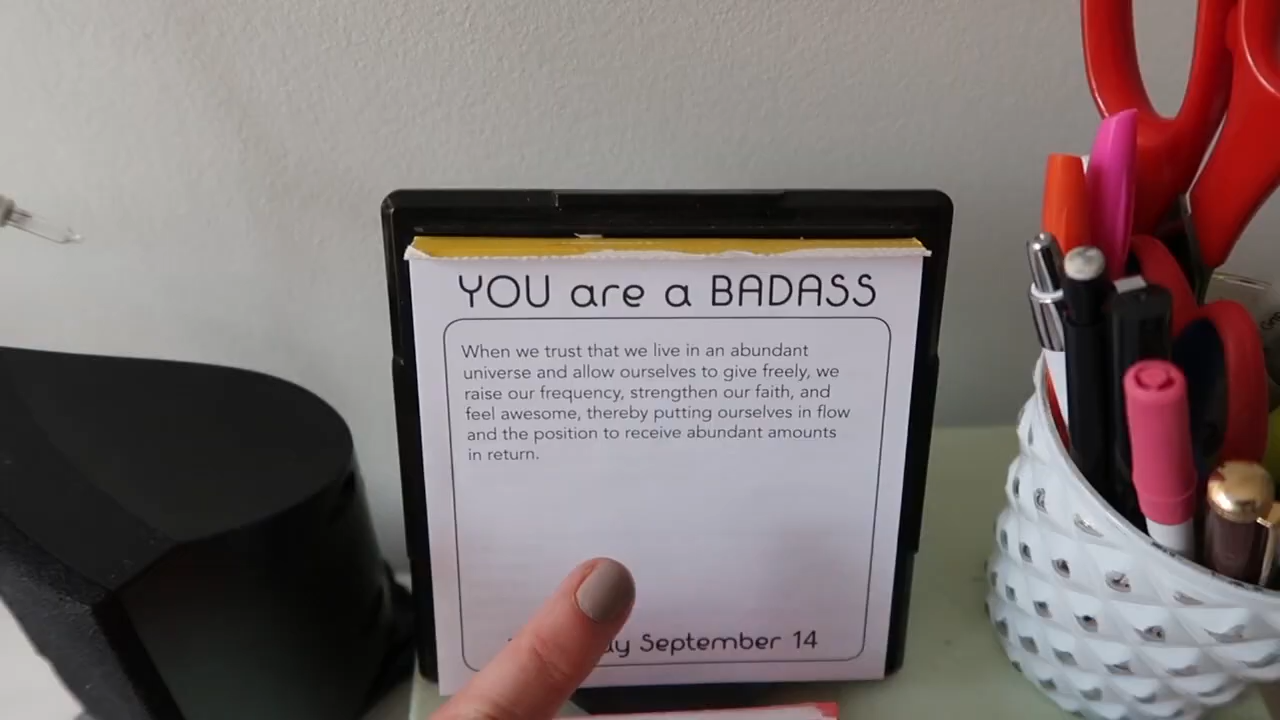 YOU are a BADASS
When we trust that we live in an abundant
universe and allow ourselves to give freely, we
raise our frequency, strengthen our faith, and
feel awesome, thereby putting ourselves in flow
and the position to receive abundant amounts
in return.
September 14